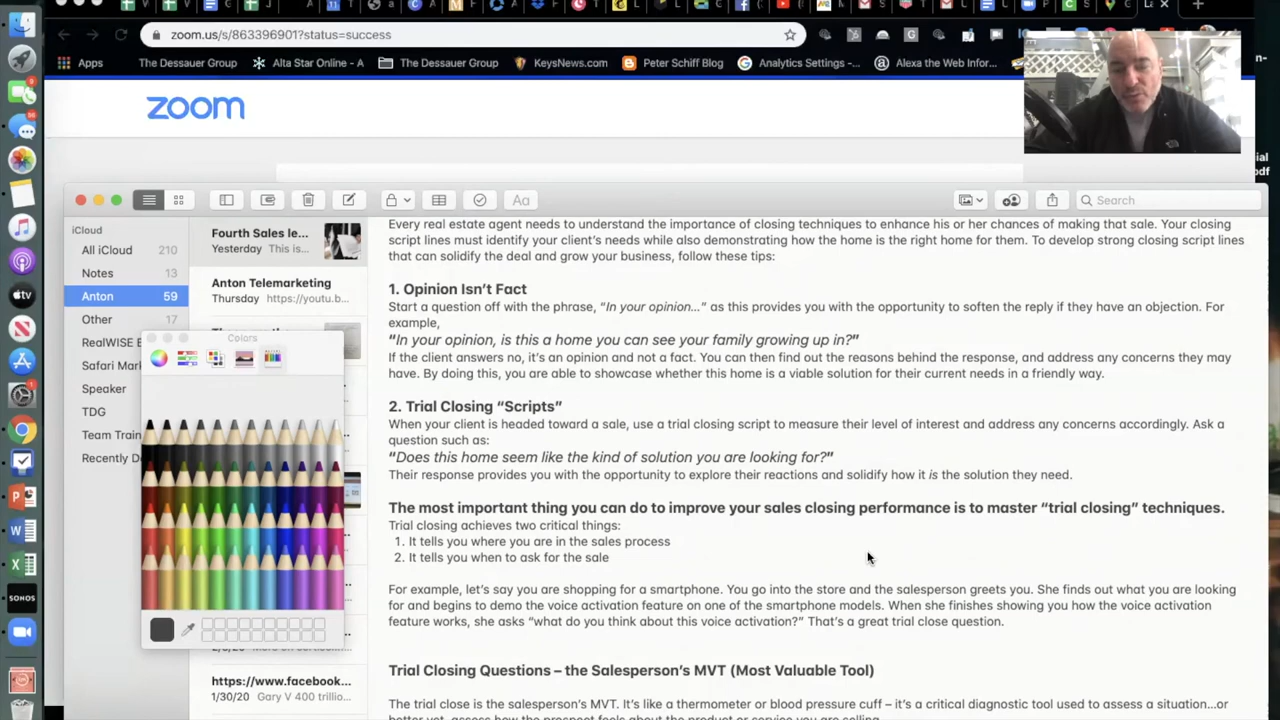 zoom.us/s/863396901?status=success
Apps
The Dessauer Group
Alta Star Online - A
The Dessauer Group
KeysNews.com
Peter Schiff Blog
Analytics Settings -...
Alexa the Web Infor...
zoom
Search
iCloud
All iCloud 210
Notes 13
Anton 59
Other 17
RealWISE
Safari Mark
Speaker
TDG
Team Train
Recently D
Fourth Sales le...
Yesterday This is...
Anton Telemarketing
Thursday https://youtu.b...
https://www.facebook...
1/30/20 Gary V 400 trillio...
Colors
Every real estate agent needs to understand the importance of closing techniques to enhance his or her chances of making that sale. Your closing
script lines must identify your client's needs while also demonstrating how the home is the right home for them. To develop strong closing script lines
that can solidify the deal and grow your business, follow these tips:
1. Opinion Isn't Fact
Start a question off with the phrase, "In your opinion…" as this provides you with the opportunity to soften the reply if they have an objection. For
example,
"In your opinion, is this a home you can see your family growing up in?"
If the client answers no, it's an opinion and not a fact. You can then find out the reasons behind the response, and address any concerns they may
have. By doing this, you are able to showcase whether this home is a viable solution for their current needs in a friendly way.
2. Trial Closing "Scripts"
When your client is headed toward a sale, use a trial closing script to measure their level of interest and address any concerns accordingly. Ask a
question such as:
"Does this home seem like the kind of solution you are looking for?"
Their response provides you with the opportunity to explore their reactions and solidify how it is the solution they need.
The most important thing you can do to improve your sales closing performance is to master "trial closing" techniques.
Trial closing achieves two critical things:
1. It tells you where you are in the sales process
2. It tells you when to ask for the sale
For example, let's say you are shopping for a smartphone. You go into the store and the salesperson greets you. She finds out what you are looking
for and begins to demo the voice activation feature on one of the smartphone models. When she finishes showing you how the voice activation
feature works, she asks "what do you think about this voice activation?" That's a great trial close question.
Trial Closing Questions – the Salesperson's MVT (Most Valuable Tool)
The trial close is the salesperson's MVT. It's like a thermometer or blood pressure cuff – it's a critical diagnostic tool used to assess a situation…or
better yet, assess how the prospect feels about the product or service you are selling.
SONOS